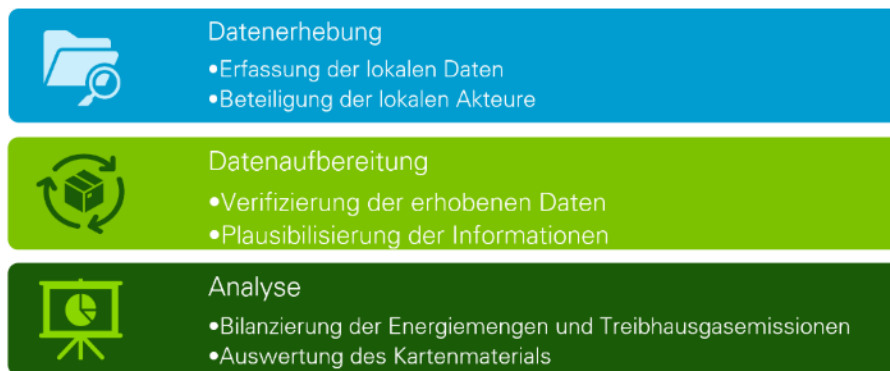 Datenerhebung
•Erfassung der lokalen Daten
•Beteiligung der lokalen Akteure
Datenaufbereitung
•Verifizierung der erhobenen Daten
•Plausibilisierung der Informationen
Analyse
•Bilanzierung der Energiemengen und Treibhausgasemissionen
•Auswertung des Kartenmaterials